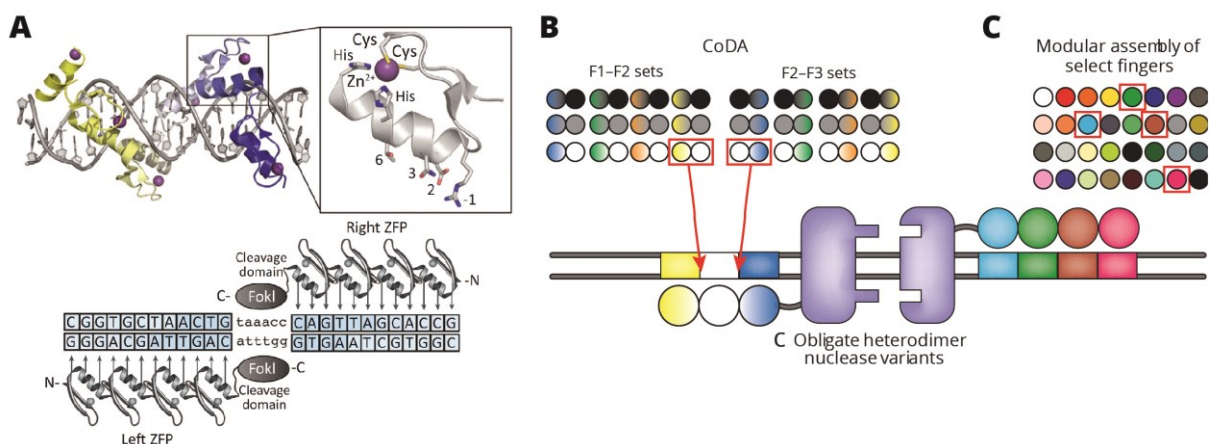 A
Cys
His
Cys
Zn2+
His
6
3
2
-1
Right ZFP
Cleavage
domain
-N
C-
FokI
CGGTGCTAACTG taaacc CAGTTAGCACCG
GGGACGATTGAC atttgg GTGAATCGTGGC
FokI
-C
N-
Cleavage
domain
Left ZFP
B
CoDA
F1–F2 sets
F2–F3 sets
C Obligate heterodimer
nuclease variants
C
Modular assembly of
select fingers